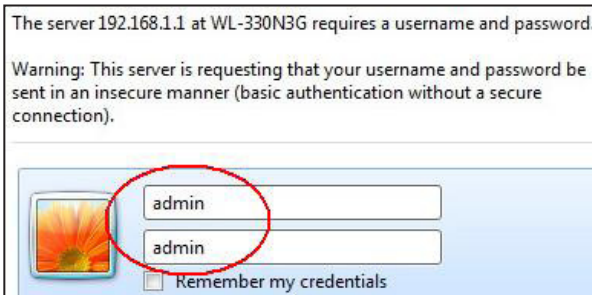 The server 192.168.1.1 at WL-330N3G requires a username and password.
Warning: This server is requesting that your username and password be
sent in an insecure manner (basic authentication without a secure
connection).
admin
admin
Remember my credentials